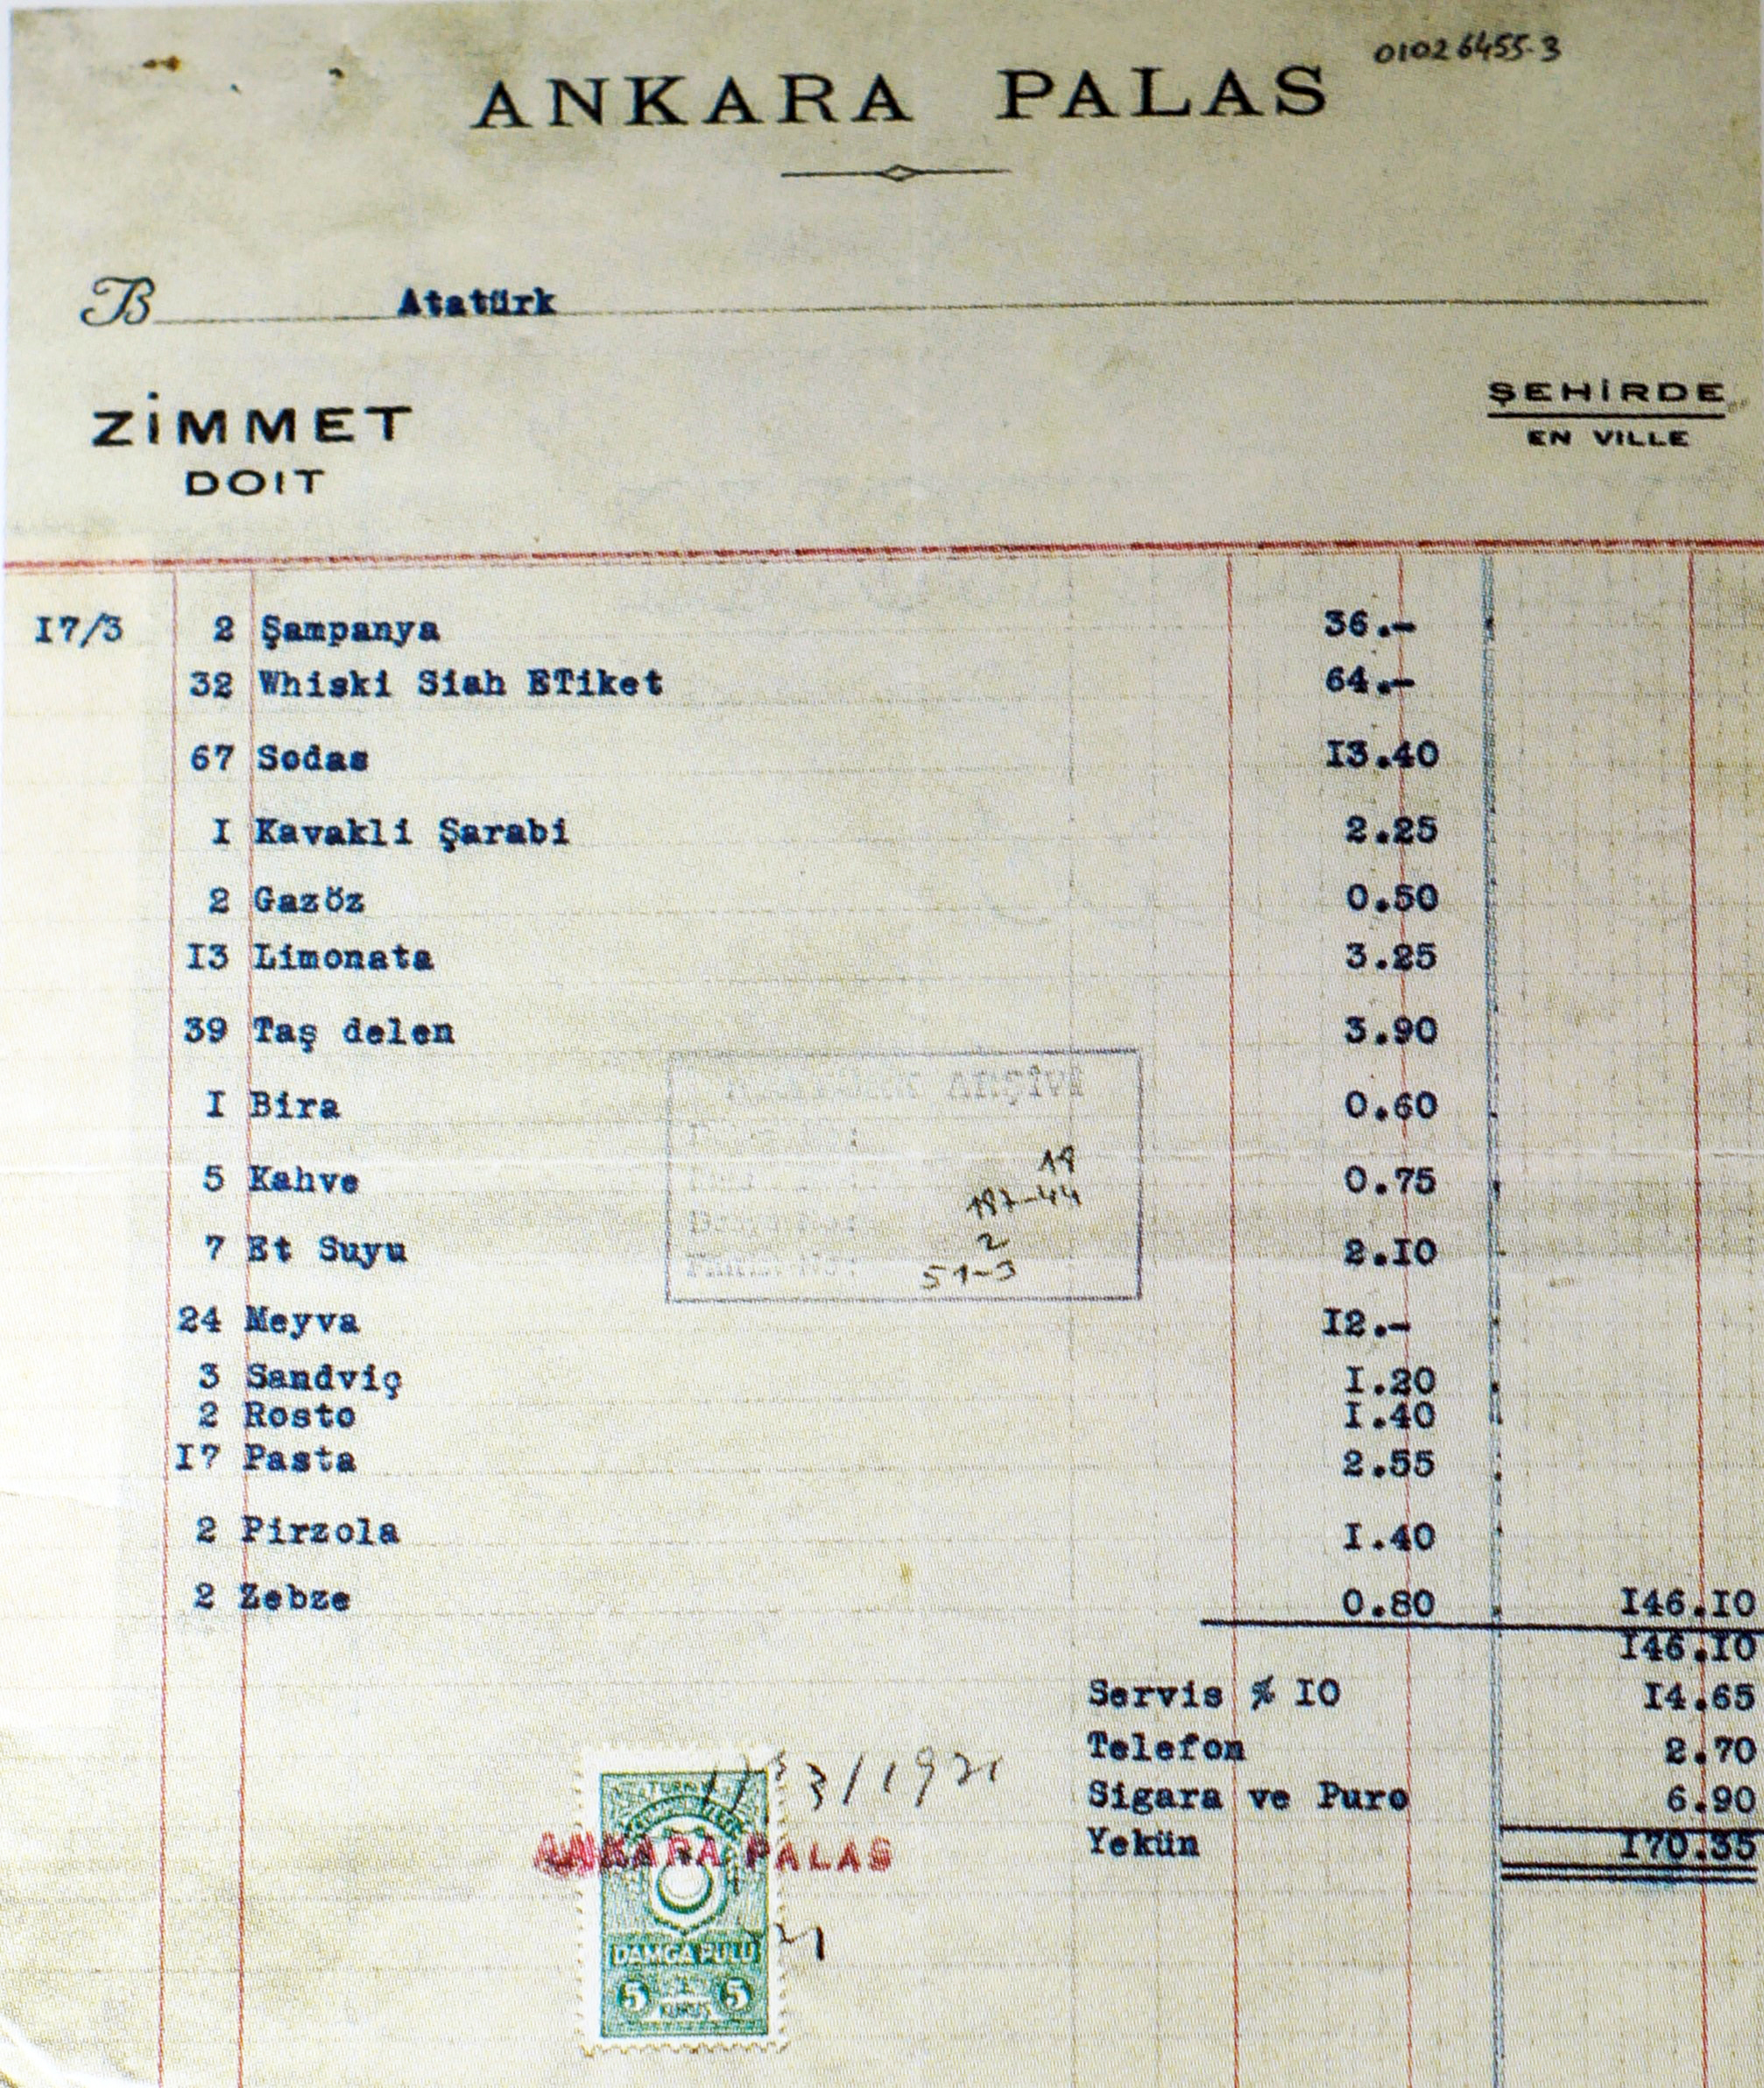 01026455-3
ANKARA PALAS
B Atatürk
ZİMMET
DOIT
ŞEHİRDE
EN VILLE
I7/3 2 Şampanya 36.-
32 Whiski Siah ETiket 64.-
67 Sodas I3.40
I Kavakli Şarabi 2.25
2 Gazöz 0.50
I3 Limonata 3.25
39 Taş delen 3.90
I Bira 0.60
5 Kahve 0.75
7 Et Suyu 2.I0
24 Meyva I2.-
3 Sandviç I.20
2 Rosto I.40
I7 Pasta 2.55
2 Pirzola I.40
2 Zebze 0.80 I46.I0
I46.I0
Servis % I0 I4.65
Telefon 2.70
Sigara ve Puro 6.90
Yekün I70.35
Arşivi
19
2
51-3
ANKARA PALAS
DAMGA PULU
5 5
KURUŞ